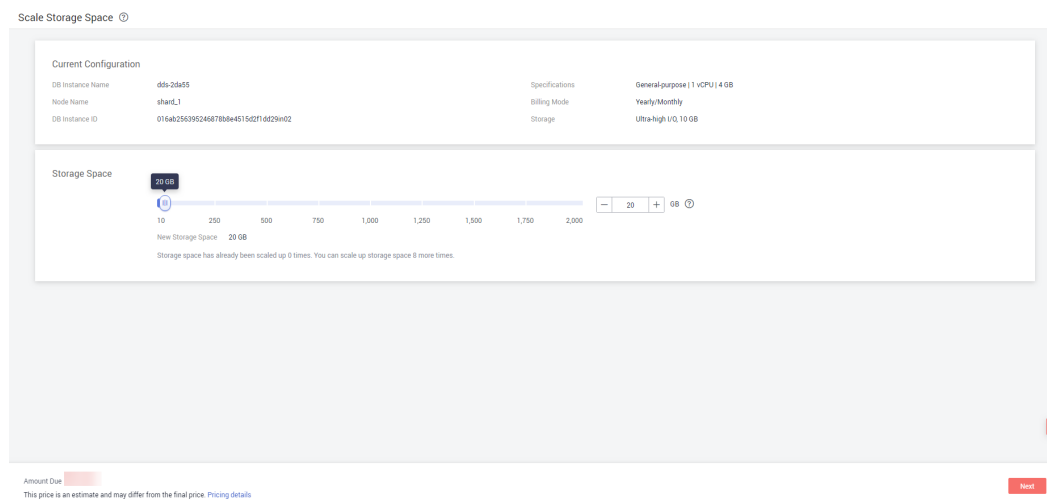 Scale Storage Space
Current Configuration
DB Instance Name dds-2da55 Specifications General-purpose | 1 vCPU | 4 GB
Node Name shard_1 Billing Mode Yearly/Monthly
DB Instance ID 016ab256395246878b8e4515d2f1dd29in02 Storage Ultra-high I/O, 10 GB
Storage Space
20 GB
20 GB
10 250 500 750 1,000 1,250 1,500 1,750 2,000
New Storage Space 20 GB
Storage space has already been scaled up 0 times. You can scale up storage space 8 more times.
Amount Due
This price is an estimate and may differ from the final price. Pricing details
Next